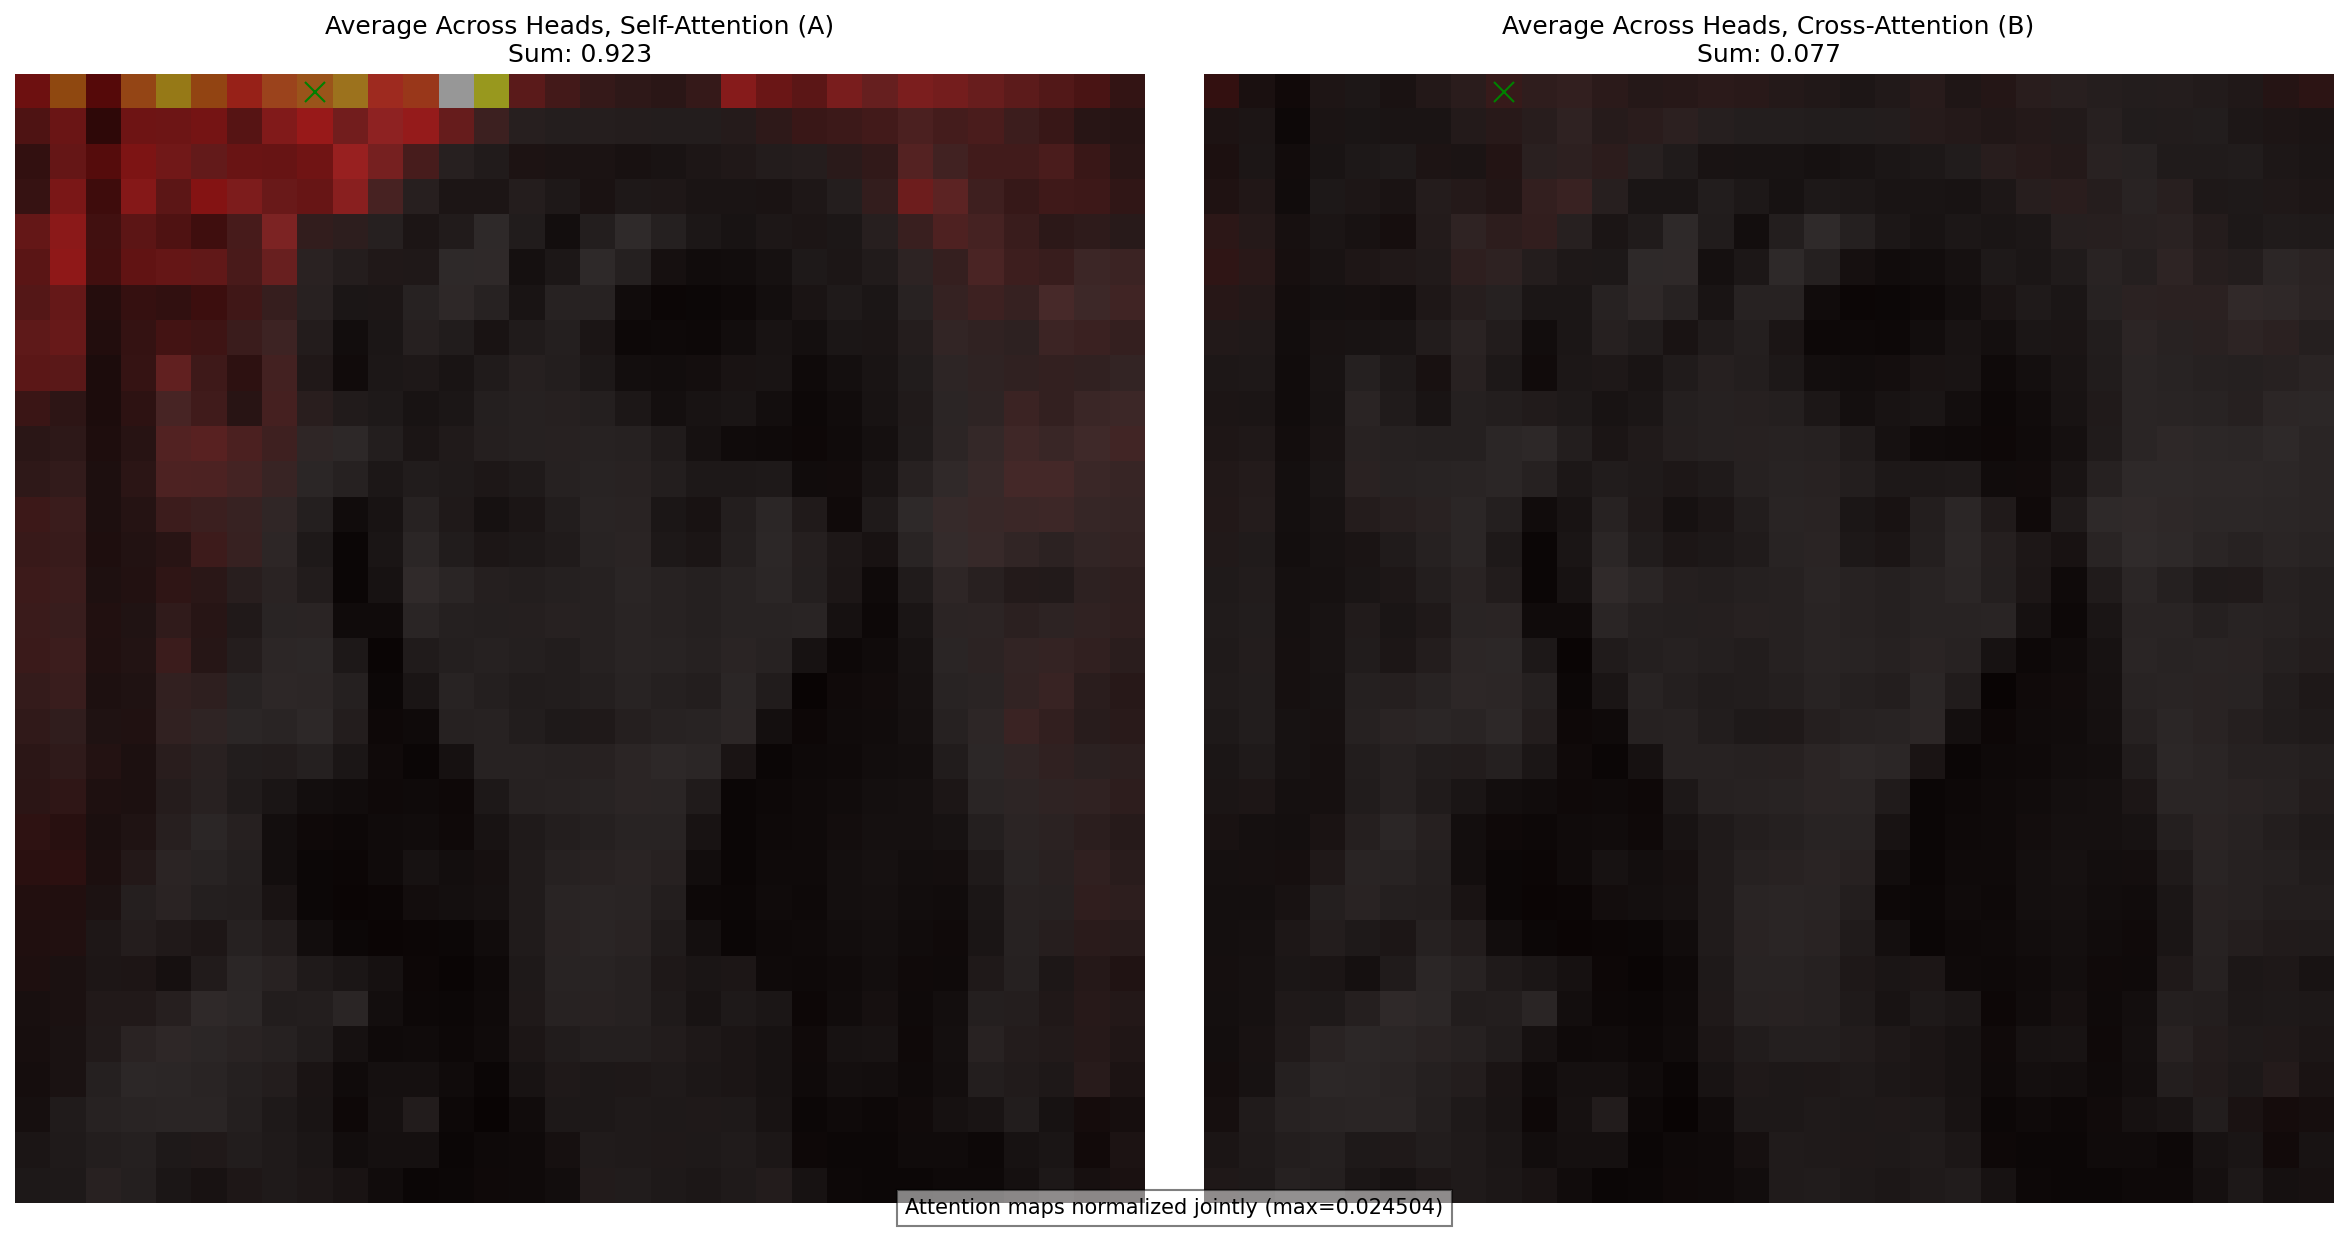 Average Across Heads, Self-Attention (A)
Sum: 0.923
Average Across Heads, Cross-Attention (B)
Sum: 0.077
Attention maps normalized jointly (max=0.024504)